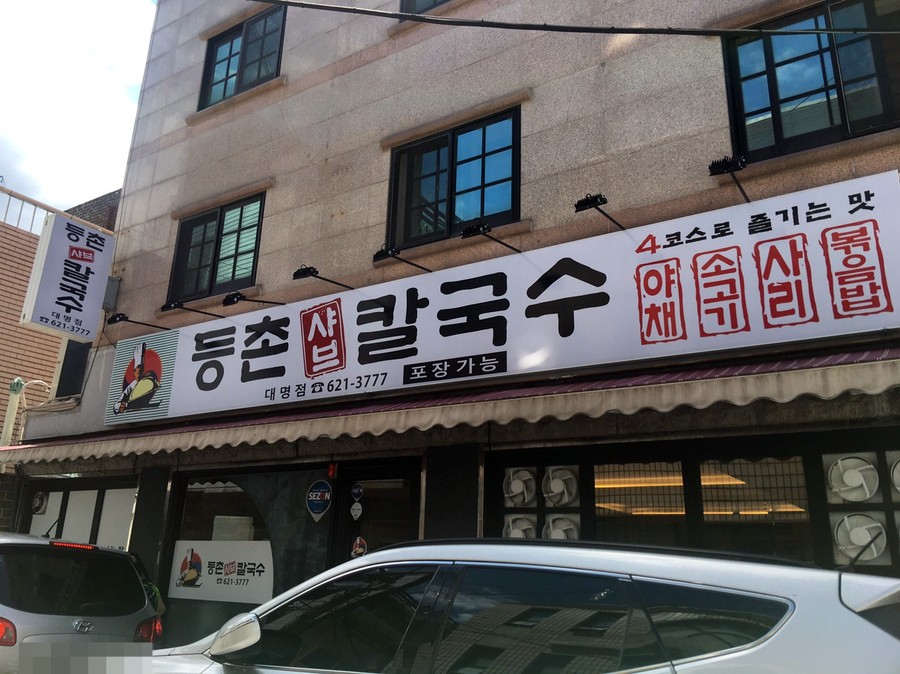 등촌
샤브
칼국수
대명점
☎621-3777
등촌 샤브 칼국수
대명점 ☎621-3777 포장가능
4코스로 즐기는 맛
야채 소고기 사리 볶음밥
SEZON
등촌샤브칼국수
☎621-3777